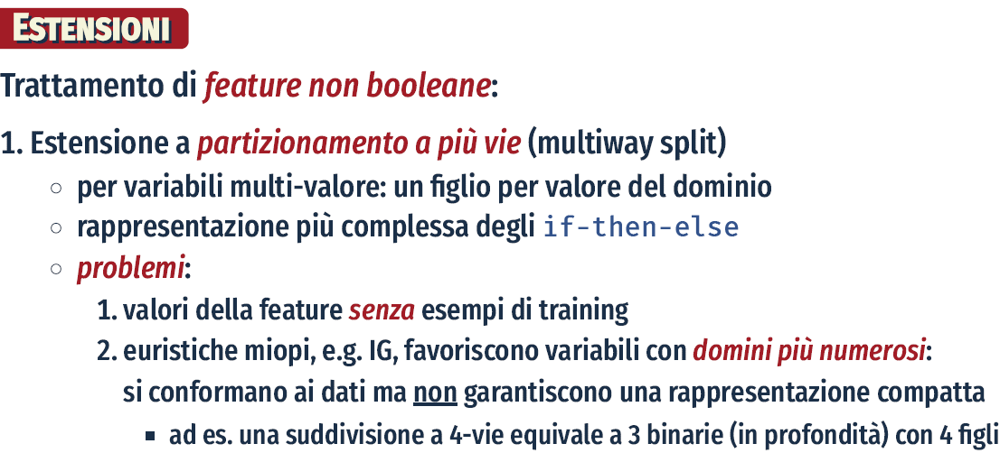 ESTENSIONI
Trattamento di feature non booleane:
1. Estensione a partizionamento a più vie (multiway split)
○ per variabili multi-valore: un figlio per valore del dominio
○ rappresentazione più complessa degli if-then-else
○ problemi:
1. valori della feature senza esempi di training
2. euristiche miopi, e.g. IG, favoriscono variabili con domini più numerosi:
si conformano ai dati ma non garantiscono una rappresentazione compatta
▪ ad es. una suddivisione a 4-vie equivale a 3 binarie (in profondità) con 4 figli